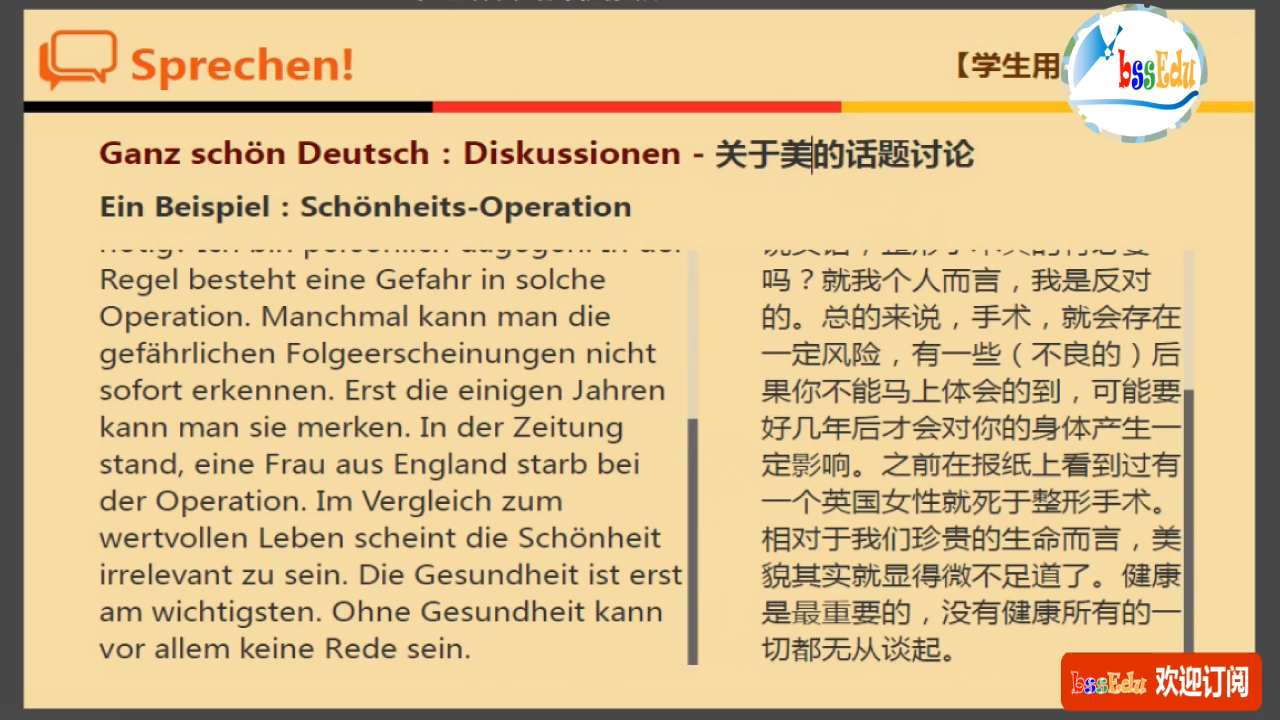 Sprechen!
【学生用
bssEdu
Ganz schön Deutsch : Diskussionen - 关于美的话题讨论
Ein Beispiel : Schönheits-Operation
nötig? Ich bin persönlich dagegen. In der
Regel besteht eine Gefahr in solche
Operation. Manchmal kann man die
gefährlichen Folgeerscheinungen nicht
sofort erkennen. Erst die einigen Jahren
kann man sie merken. In der Zeitung
stand, eine Frau aus England starb bei
der Operation. Im Vergleich zum
wertvollen Leben scheint die Schönheit
irrelevant zu sein. Die Gesundheit ist erst
am wichtigsten. Ohne Gesundheit kann
vor allem keine Rede sein.
吗？就我个人而言，我是反对
的。总的来说，手术，就会存在
一定风险，有一些（不良的）后
果你不能马上体会的到，可能要
好几年后才会对你的身体产生一
定影响。之前在报纸上看到过有
一个英国女性就死于整形手术。
相对于我们珍贵的生命而言，美
貌其实就显得微不足道了。健康
是最重要的，没有健康所有的一
切都无从谈起。
bssEdu 欢迎订阅